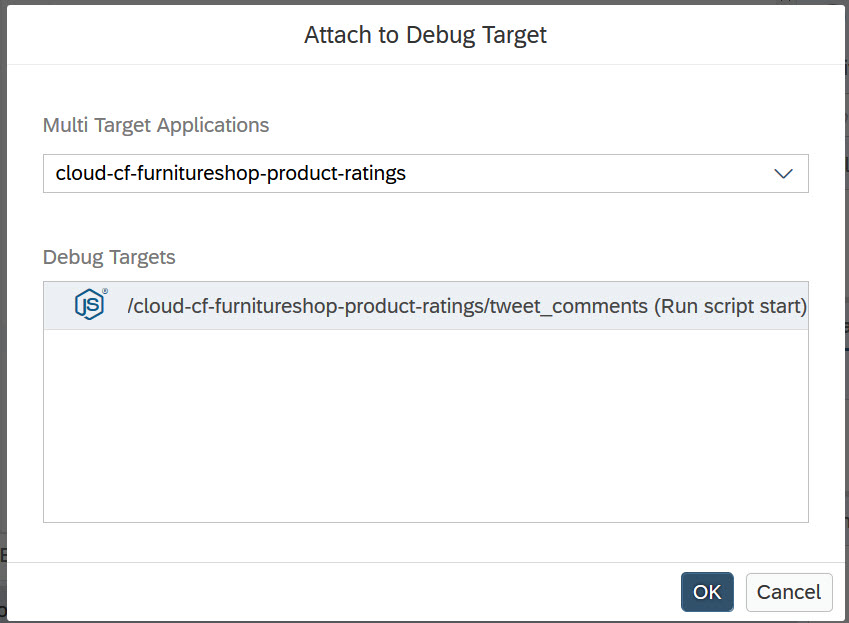 Attach to Debug Target
Multi Target Applications
cloud-cf-furnitureshop-product-ratings
Debug Targets
JS ® /cloud-cf-furnitureshop-product-ratings/tweet_comments (Run script start)
OK Cancel